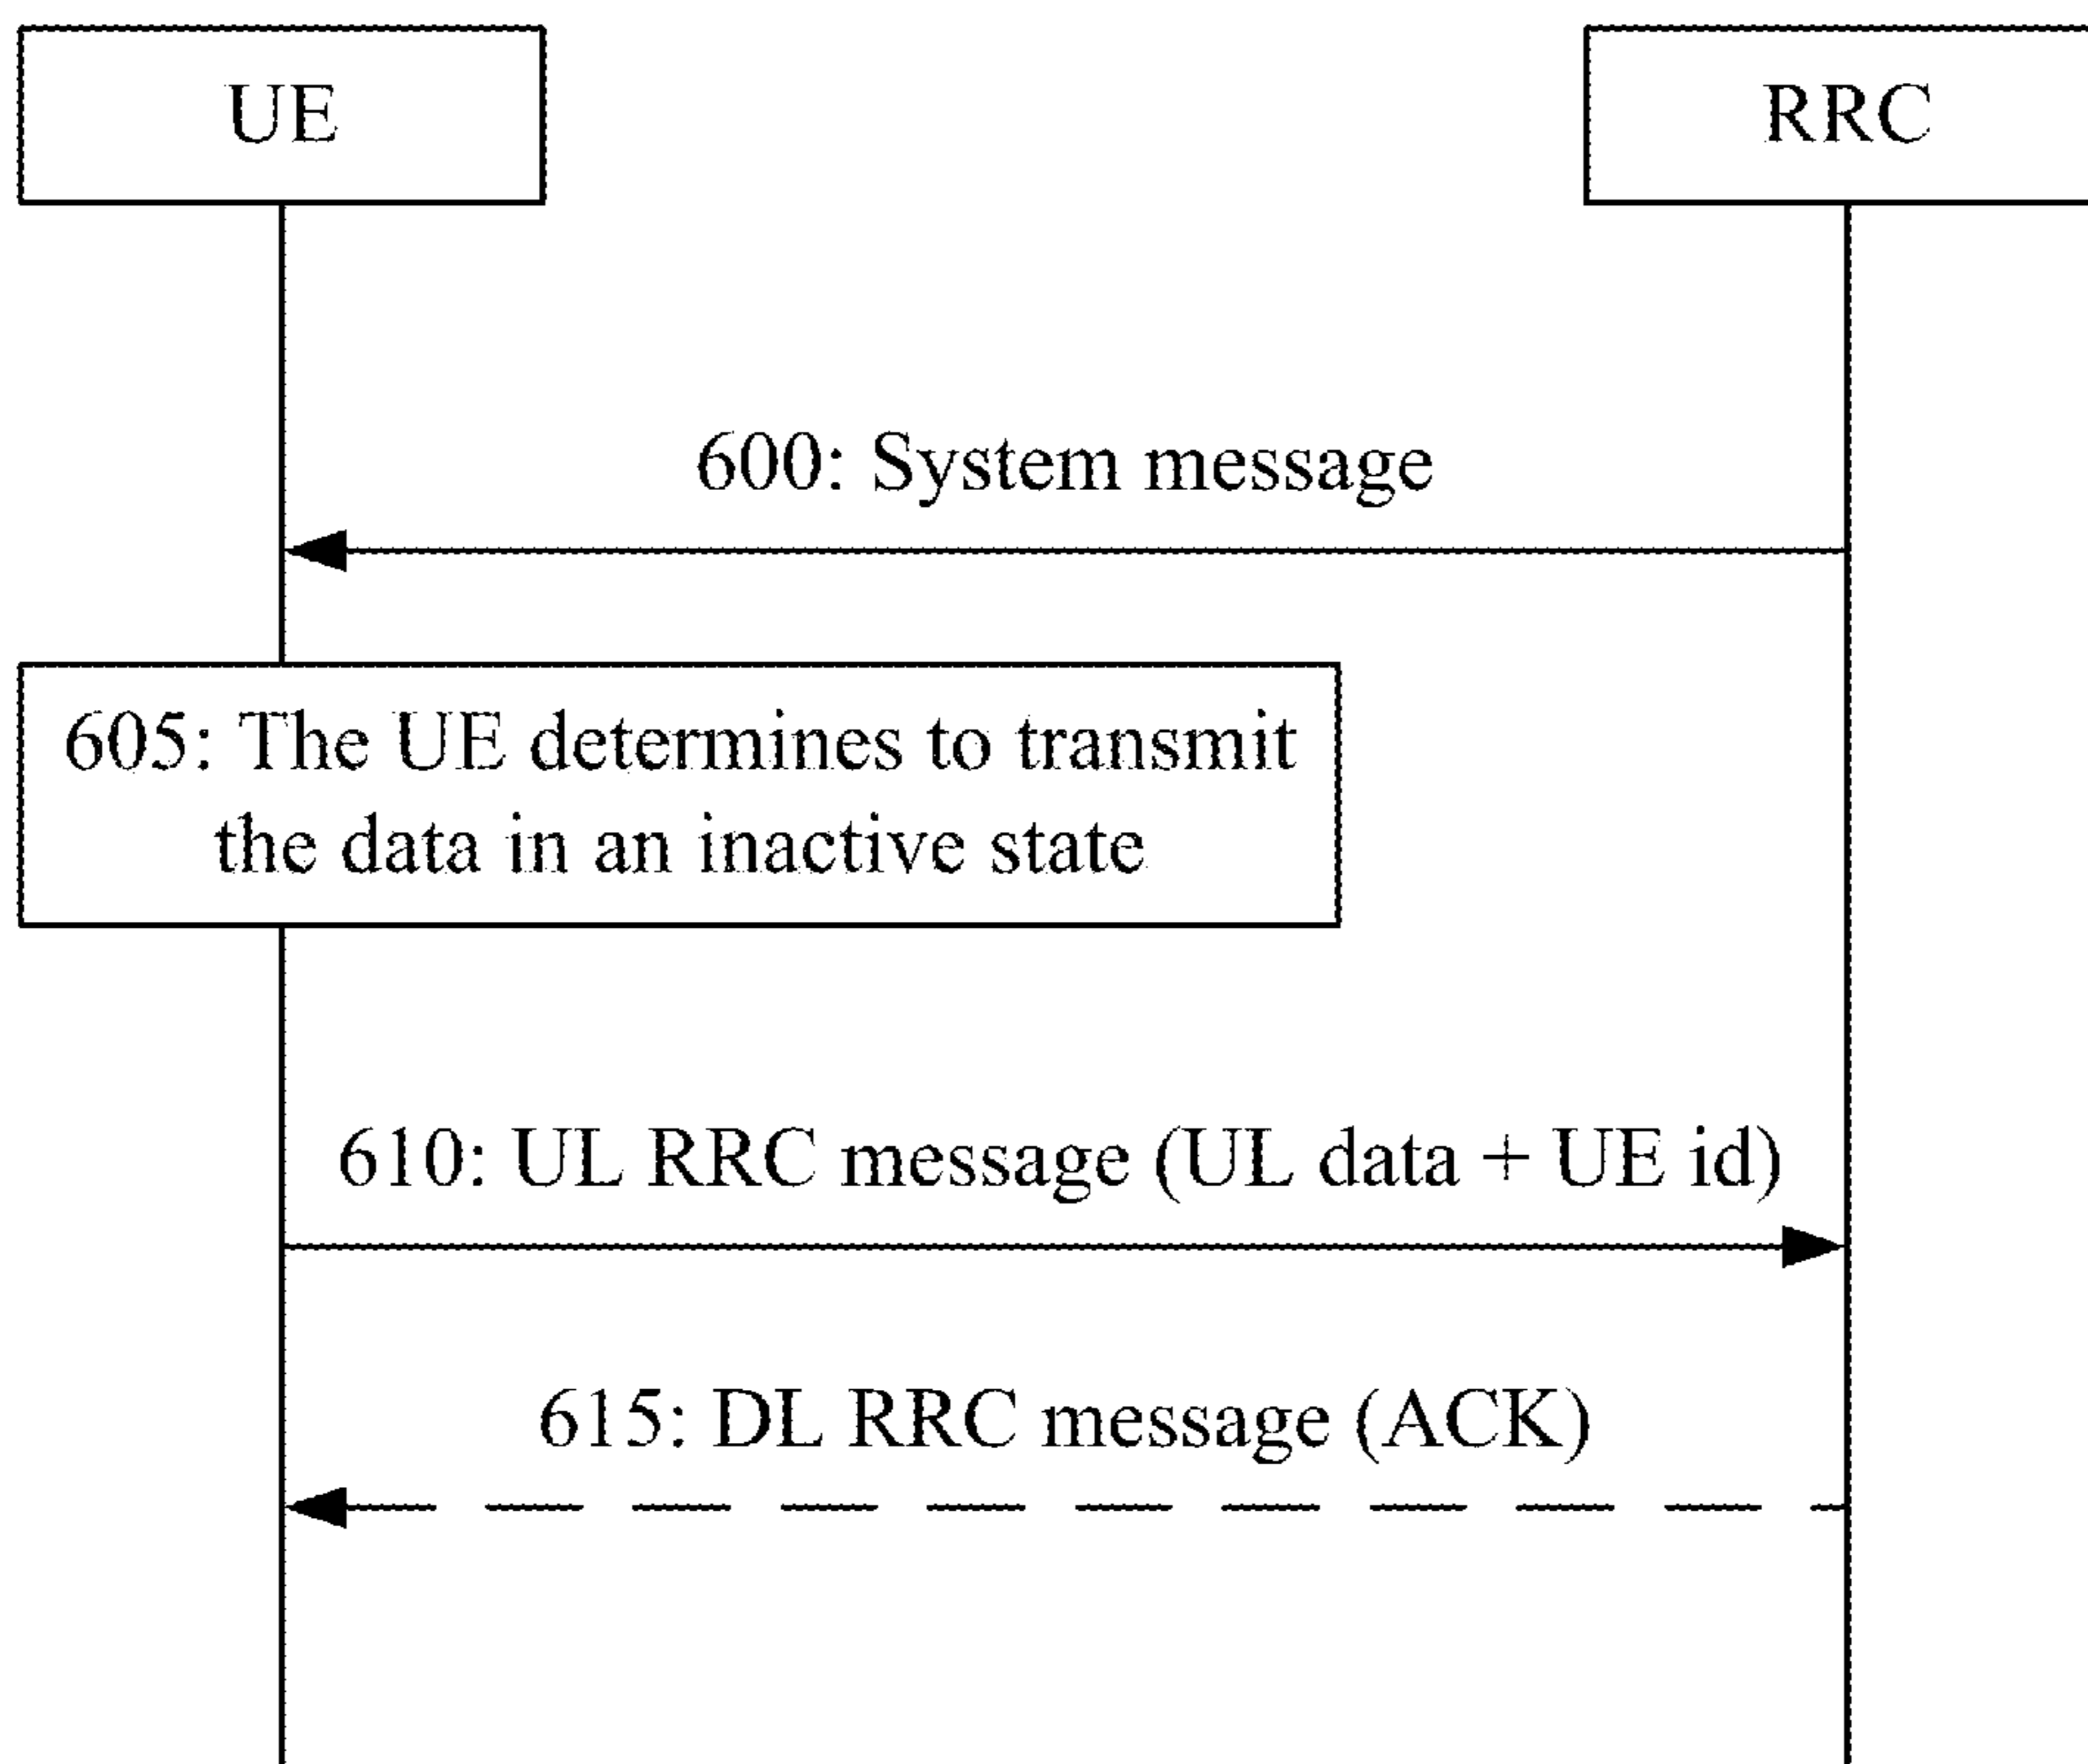 UE
RRC
600: System message
605: The UE determines to transmit
the data in an inactive state
610: UL RRC message (UL data + UE id)
615: DL RRC message (ACK)